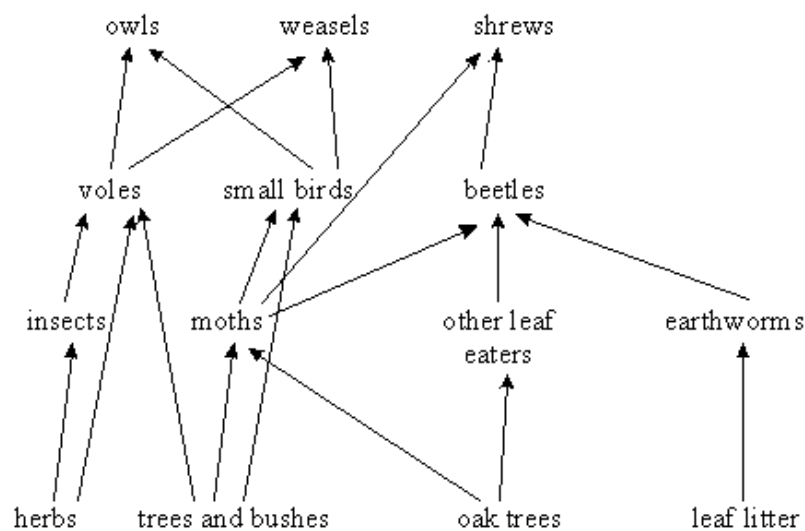 owls weasels shrews
voles small birds beetles
insects moths other leaf earthworms
eaters
herbs trees and bushes oak trees leaf litter